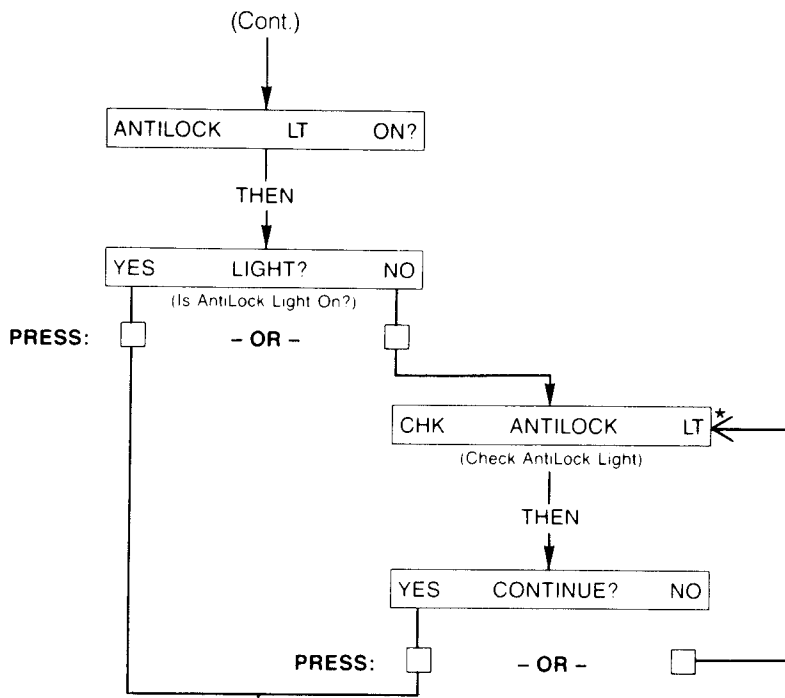 (Cont.)
ANTILOCK LT ON?
THEN
YES LIGHT? NO
(Is AntiLock Light On?)
PRESS: – OR –
CHK ANTILOCK LT *
(Check AntiLock Light)
THEN
YES CONTINUE? NO
PRESS: – OR –